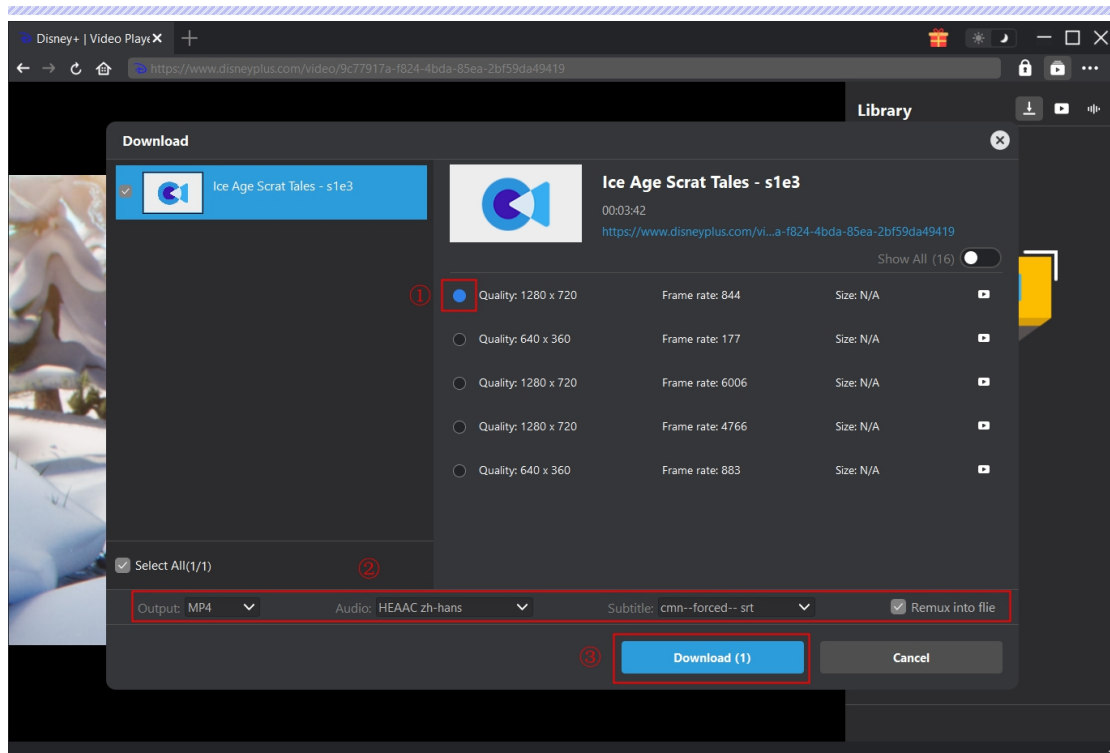 Disney+ | Video Playe
https://www.disneyplus.com/video/9c77917a-f824-4bda-85ea-2bf59da49419
Library
Download
Ice Age Scrat Tales - s1e3
Ice Age Scrat Tales - s1e3
00:03:42
https://www.disneyplus.com/vi...a-f824-4bda-85ea-2bf59da49419
Show All (16)
① Quality: 1280 x 720 Frame rate: 844 Size: N/A
Quality: 640 x 360 Frame rate: 177 Size: N/A
Quality: 1280 x 720 Frame rate: 6006 Size: N/A
Quality: 1280 x 720 Frame rate: 4766 Size: N/A
Quality: 640 x 360 Frame rate: 883 Size: N/A
Select All(1/1)
②
Output: MP4 Audio: HEAAC zh-hans Subtitle: cmn--forced-- srt Remux into flie
③ Download (1) Cancel